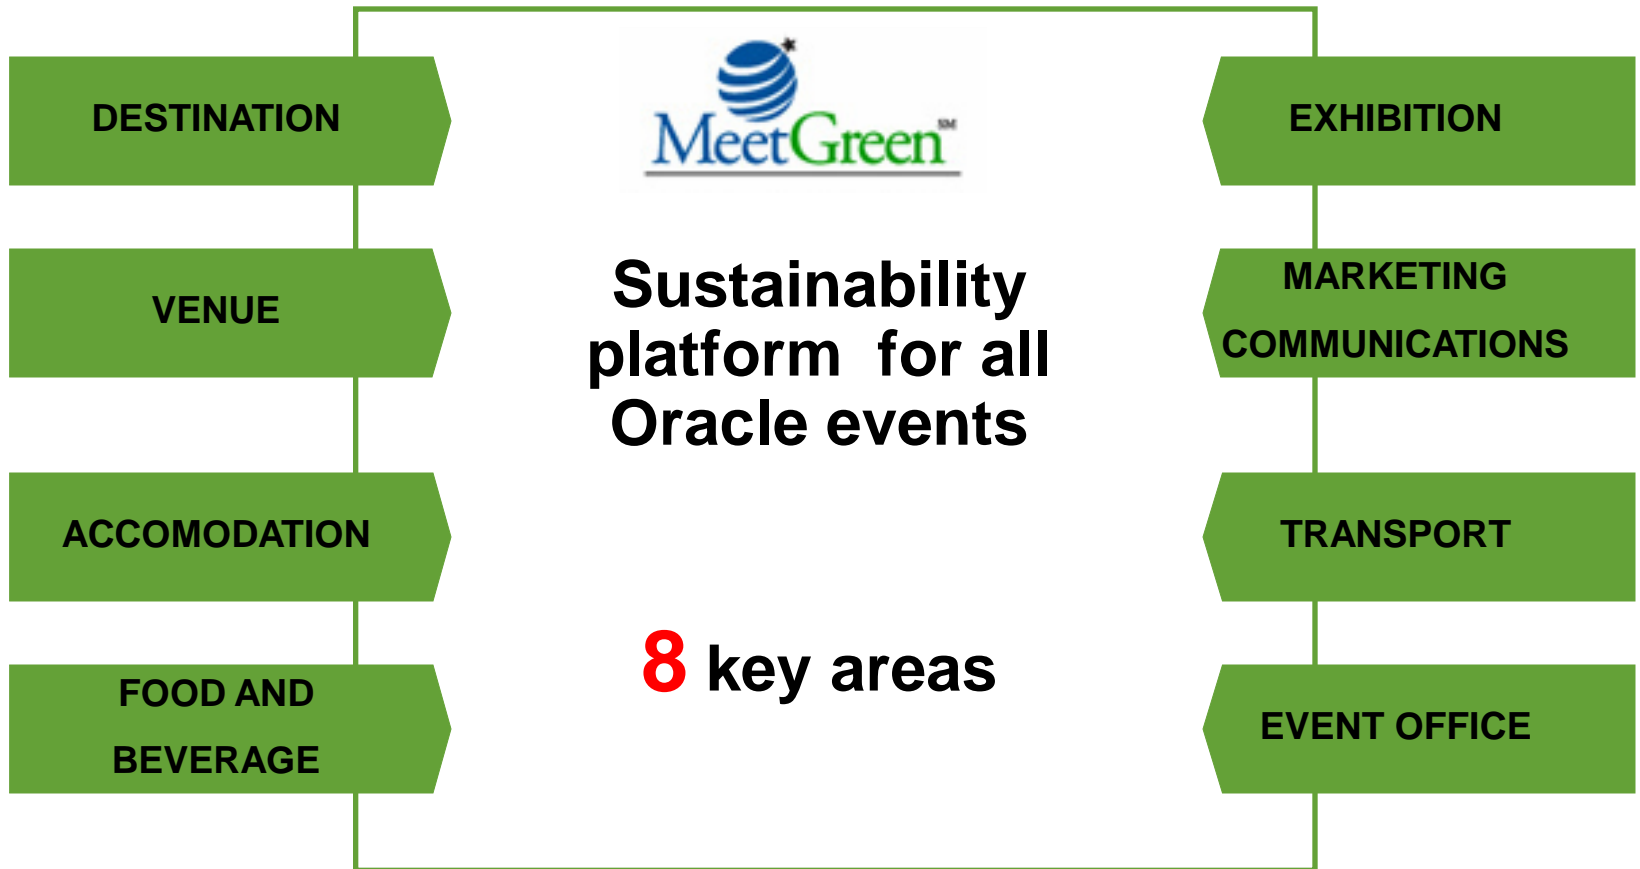 DESTINATION
VENUE
ACCOMODATION
FOOD AND
BEVERAGE
MeetGreen℠
Sustainability
platform for all
Oracle events
8 key areas
EXHIBITION
MARKETING
COMMUNICATIONS
TRANSPORT
EVENT OFFICE